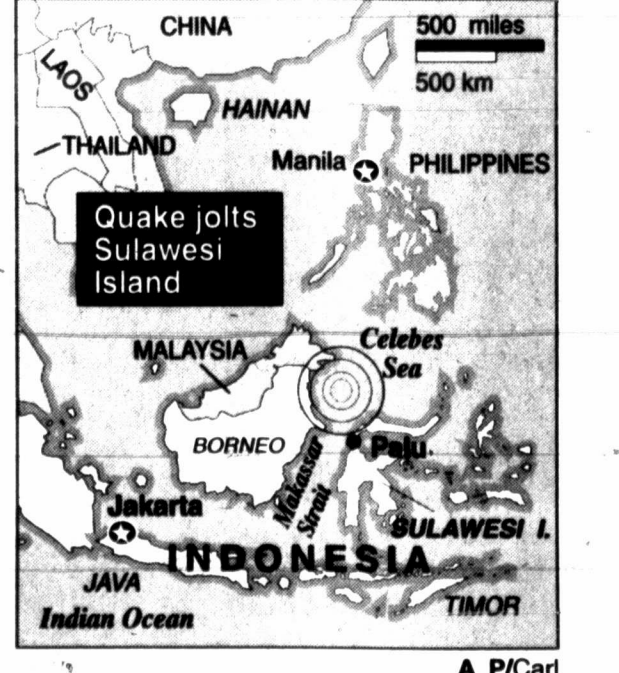 CHINA
500 miles
500 km
LAOS
HAINAN
THAILAND
Manila
PHILIPPINES
Quake jolts
Sulawesi
Island
Celebes
Sea
MALAYSIA
BORNEO
Palu
Makassar
Strait
Jakarta
SULAWESI I.
INDONESIA
JAVA
TIMOR
Indian Ocean
A P/Carl